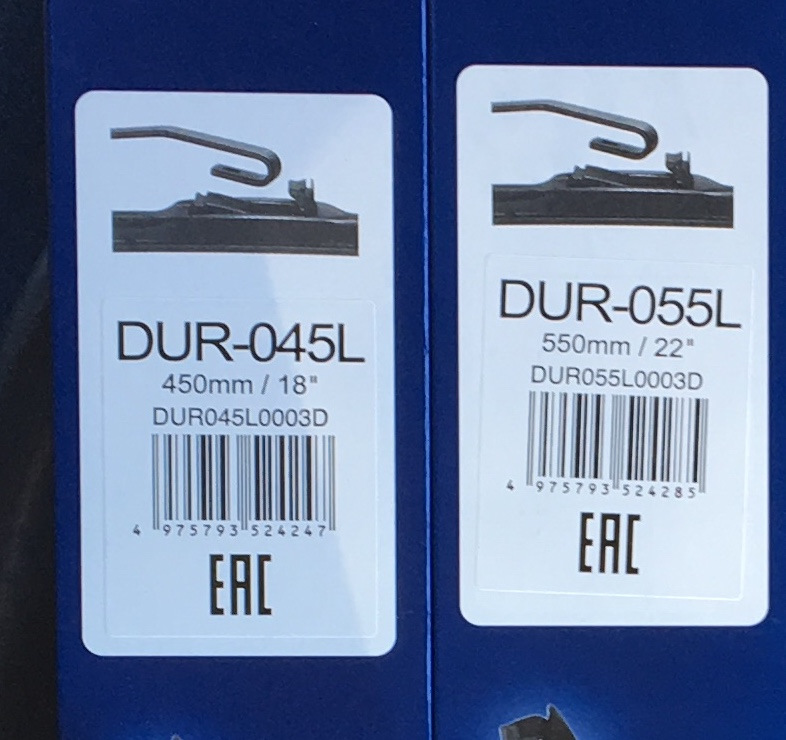 DUR-045L
450mm / 18"
DUR045L0003D
4 975793 524247
EAC
DUR-055L
550mm / 22"
DUR055L0003D
4 975793 524285
EAC